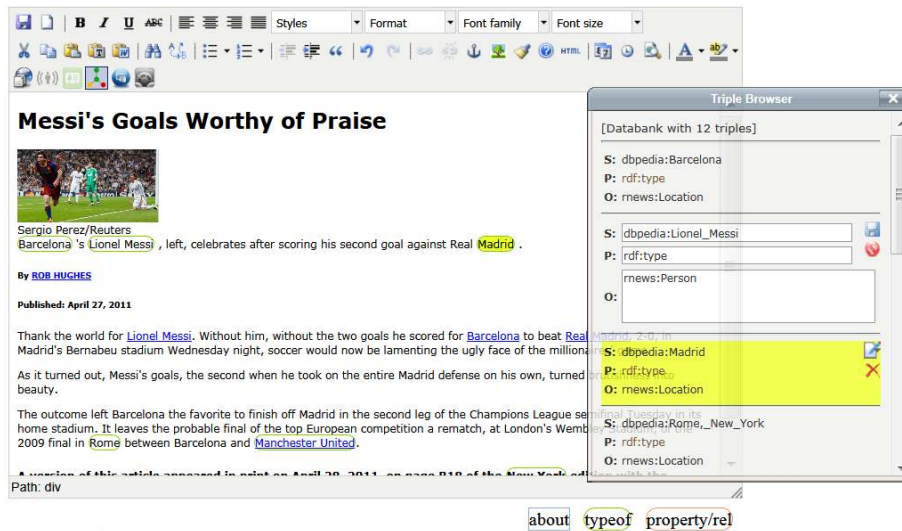 B I U ABC Styles Format Font family Font size
HTML
Messi's Goals Worthy of Praise
Sergio Perez/Reuters
Barcelona 's Lionel Messi , left, celebrates after scoring his second goal against Real Madrid .
By ROB HUGHES
Published: April 27, 2011
Thank the world for Lionel Messi. Without him, without the two goals he scored for Barcelona to beat Real Madrid, 2-0, in
Madrid's Bernabeu stadium Wednesday night, soccer would now be lamenting the ugly face of the millionaire's game.
As it turned out, Messi's goals, the second when he took on the entire Madrid defense on his own, turned into
beauty.
The outcome left Barcelona the favorite to finish off Madrid in the second leg of the Champions League semifinal Tuesday in its
home stadium. It leaves the probable final of the top European competition a rematch, at London's Wembley Stadium, of the
2009 final in Rome between Barcelona and Manchester United.
A version of this article appeared in print on April 28, 2011, on page B18 of the New York edition with the
Path: div
Triple Browser
[Databank with 12 triples]
S: dbpedia:Barcelona
P: rdf:type
O: rnews:Location
S: dbpedia:Lionel_Messi
P: rdf:type
O: rnews:Person
S: dbpedia:Madrid
P: rdf:type
O: rnews:Location
S: dbpedia:Rome,_New_York
P: rdf:type
O: rnews:Location
about typeof property/rel